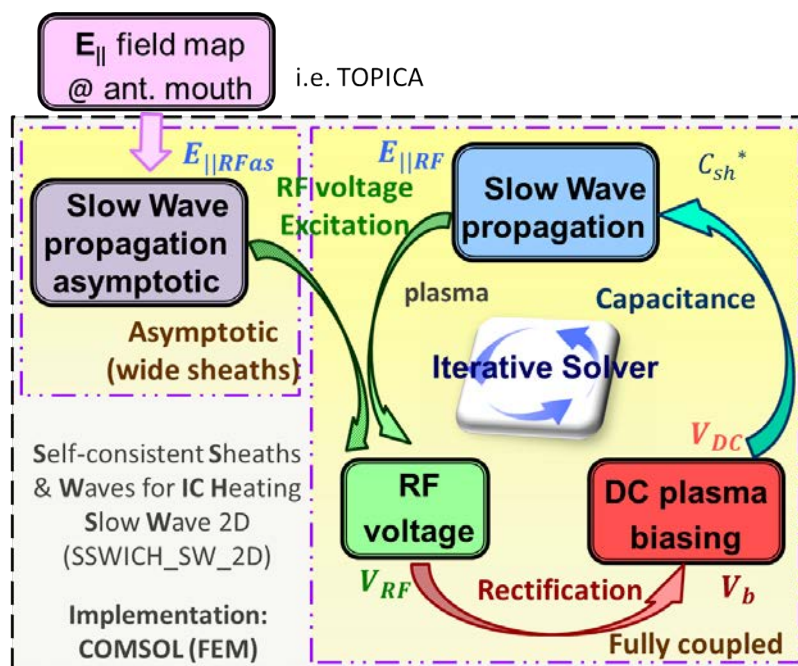 E|| field map
@ ant. mouth
i.e. TOPICA
E||RFas
Slow Wave
propagation
asymptotic
Asymptotic
(wide sheaths)
RF voltage
Excitation
E||RF
Slow Wave
propagation
Csh*
plasma
Capacitance
Iterative Solver
VDC
RF
voltage
DC plasma
biasing
VRF
Rectification
Vb
Fully coupled
Self-consistent Sheaths
& Waves for IC Heating
Slow Wave 2D
(SSWICH_SW_2D)
Implementation:
COMSOL (FEM)